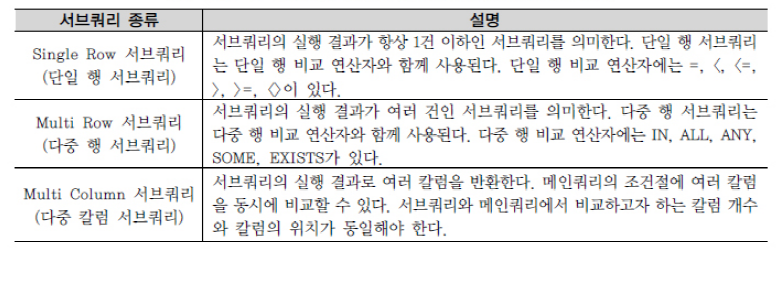 서브쿼리 종류 설명
Single Row 서브쿼리
(단일 행 서브쿼리)
서브쿼리의 실행 결과가 항상 1건 이하인 서브쿼리를 의미한다. 단일 행 서브쿼리
는 단일 행 비교 연산자와 함께 사용된다. 단일 행 비교 연산자에는 =, <, <=,
>, >=, <>이 있다.
Multi Row 서브쿼리
(다중 행 서브쿼리)
서브쿼리의 실행 결과가 여러 건인 서브쿼리를 의미한다. 다중 행 서브쿼리는
다중 행 비교 연산자와 함께 사용된다. 다중 행 비교 연산자에는 IN, ALL, ANY,
SOME, EXISTS가 있다.
Multi Column 서브쿼리
(다중 칼럼 서브쿼리)
서브쿼리의 실행 결과로 여러 칼럼을 반환한다. 메인쿼리의 조건절에 여러 칼럼
을 동시에 비교할 수 있다. 서브쿼리와 메인쿼리에서 비교하고자 하는 칼럼 개수
와 칼럼의 위치가 동일해야 한다.